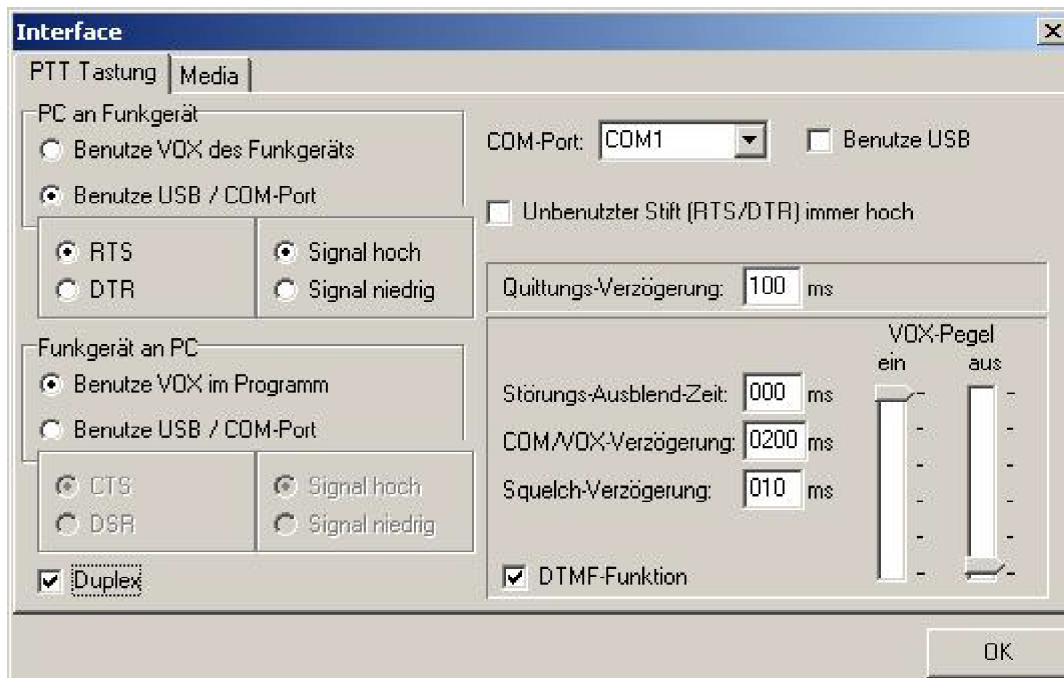 Interface
PTT Tastung
Media
PC an Funkgerät
Benutze VOX des Funkgeräts
Benutze USB / COM-Port
RTS
Signal hoch
DTR
Signal niedrig
Funkgerät an PC
Benutze VOX im Programm
Benutze USB / COM-Port
CTS
Signal hoch
DSR
Signal niedrig
Duplex
COM-Port: COM1
Benutze USB
Unbenutzter Stift (RTS/DTR) immer hoch
Quittungs-Verzögerung: 100 ms
VOX-Pegel
ein aus
Störungs-Ausblend-Zeit: 000 ms
COM/VOX-Verzögerung: 0200 ms
Squelch-Verzögerung: 010 ms
DTMF-Funktion
OK